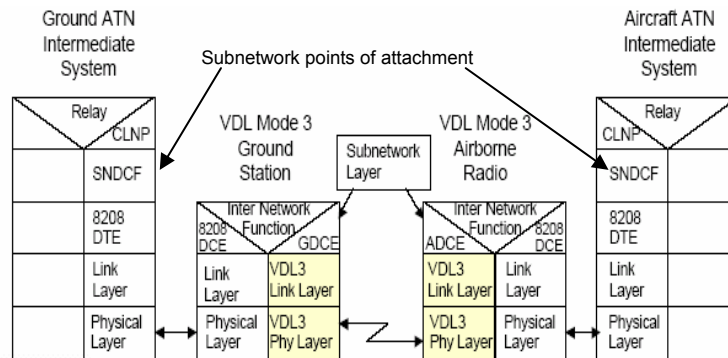 Ground ATN
Intermediate
System
Aircraft ATN
Intermediate
System
Subnetwork points of attachment
Relay
CLNP
SNDCF
8208
DTE
Link
Layer
Physical
Layer
VDL Mode 3
Ground
Station
8208
DCE
Inter Network
Function
GDCE
Link
Layer
VDL3
Link Layer
Physical
Layer
VDL3
Phy Layer
Subnetwork
Layer
VDL Mode 3
Airborne
Radio
Inter Network
Function
ADCE
8208
DCE
VDL3
Link Layer
Link
Layer
VDL3
Phy Layer
Physical
Layer
Relay
CLNP
SNDCF
8208
DTE
Link
Layer
Physical
Layer